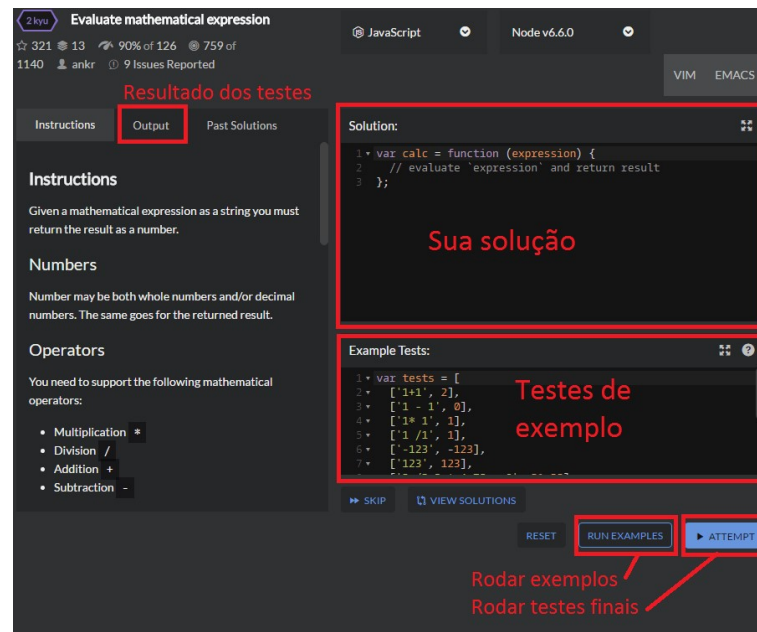 2 kyu Evaluate mathematical expression
321 13 90% of 126 759 of
1140 ankr 9 Issues Reported
JavaScript
Node v6.6.0
VIM EMACS
Resultado dos testes
Instructions Output Past Solutions
Instructions
Given a mathematical expression as a string you must
return the result as a number.
Numbers
Number may be both whole numbers and/or decimal
numbers. The same goes for the returned result.
Operators
You need to support the following mathematical
operators:
• Multiplication *
• Division /
• Addition +
• Subtraction -
Solution:
1 var calc = function (expression) {
2 // evaluate `expression` and return result
3 };
Sua solução
Example Tests:
1 var tests = [
2 ['1+1', 2],
3 ['1 - 1', 0],
4 ['1* 1', 1],
5 ['1 /1', 1],
6 ['-123', -123],
7 ['123', 123],
Testes de
exemplo
SKIP VIEW SOLUTIONS
RESET RUN EXAMPLES ATTEMPT
Rodar exemplos
Rodar testes finais